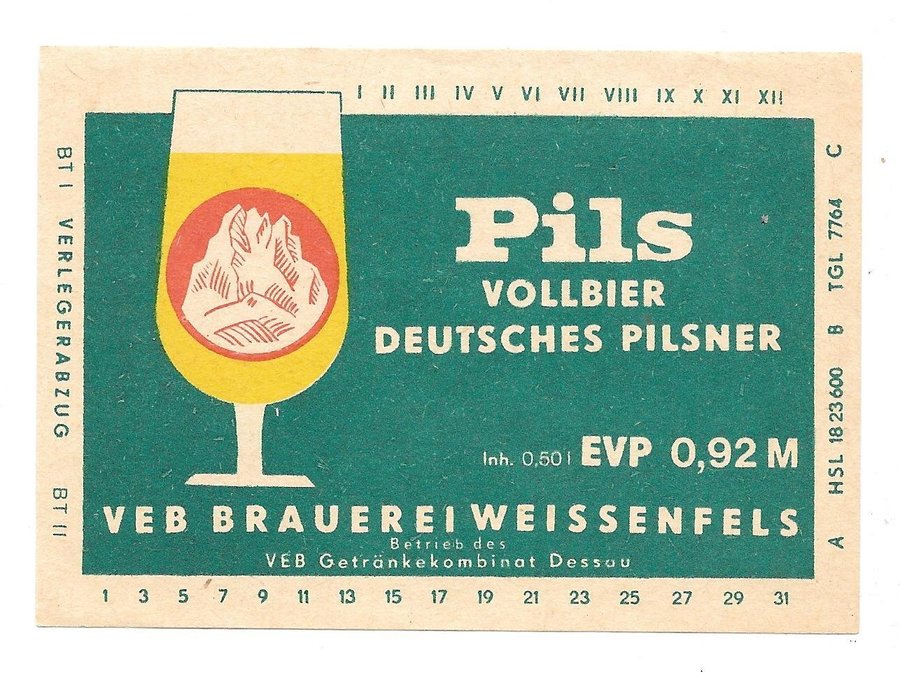 I II III IV V VI VII VIII IX X XI XII
BT I VERLEGERABZUG BT II
Pils
VOLLBIER
DEUTSCHES PILSNER
Inh. 0,50 l EVP 0,92 M
VEB BRAUEREI WEISSENFELS
Betrieb des
VEB Getränkekombinat Dessau
A HSL 1823600 B TGL 7764 C
1 3 5 7 9 11 13 15 17 19 21 23 25 27 29 31